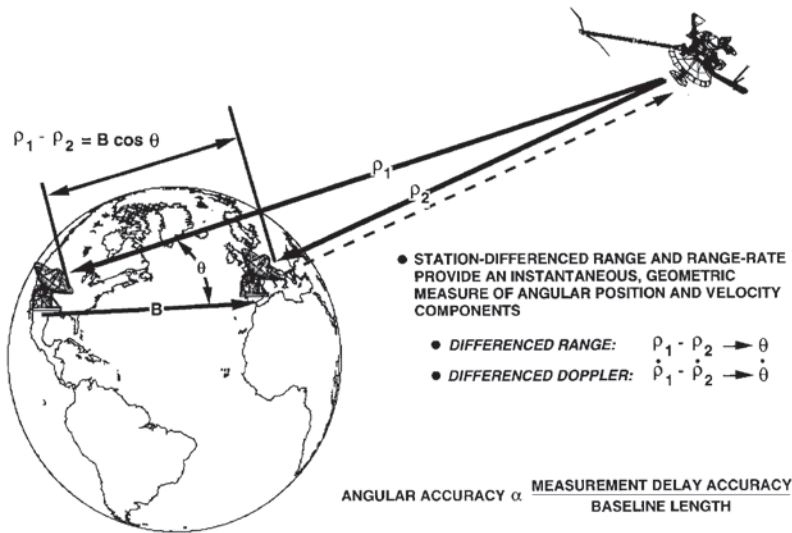 ρ₁ - ρ₂ = B cos θ
ρ₁
ρ₂
θ
B
● STATION-DIFFERENCED RANGE AND RANGE-RATE
PROVIDE AN INSTANTANEOUS, GEOMETRIC
MEASURE OF ANGULAR POSITION AND VELOCITY
COMPONENTS
● DIFFERENCED RANGE: ρ₁ - ρ₂ → θ
● DIFFERENCED DOPPLER: ρ̇₁ - ρ̇₂ → θ̇
ANGULAR ACCURACY α MEASUREMENT DELAY ACCURACY
BASELINE LENGTH